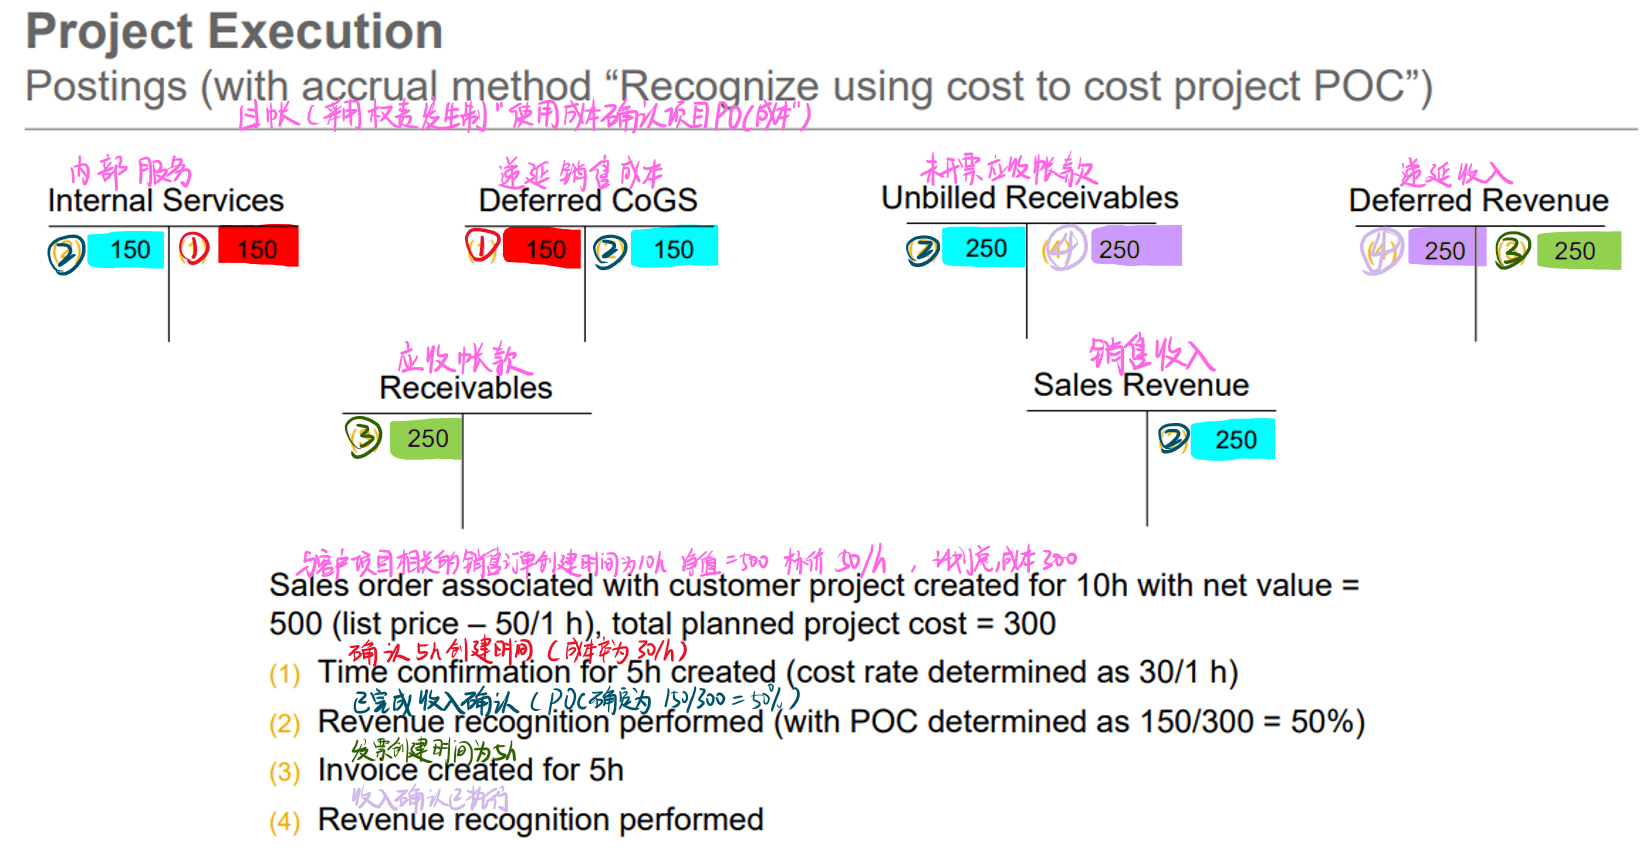 Project Execution
Postings (with accrual method “Recognize using cost to cost project POC”)
过帐(采用权责发生制"使用成本确认项目POC成本")
内部服务
递延销售成本
未开票应收帐款
递延收入
Internal Services
Deferred CoGS
Unbilled Receivables
Deferred Revenue
② 150 ① 150
① 150 ② 150
② 250 ④ 250
④ 250 ③ 250
应收帐款
销售收入
Receivables
Sales Revenue
③ 250
② 250
与客户项目相关的销售订单创建时间为10h 净值=500 标价50/h, 计划总成本300
Sales order associated with customer project created for 10h with net value =
500 (list price – 50/1 h), total planned project cost = 300
确认5h创建时间(成本率为30/h)
(1) Time confirmation for 5h created (cost rate determined as 30/1 h)
已完成收入确认(POC确定为150/300=50%)
(2) Revenue recognition performed (with POC determined as 150/300 = 50%)
发票创建时间为5h
(3) Invoice created for 5h
收入确认已执行
(4) Revenue recognition performed